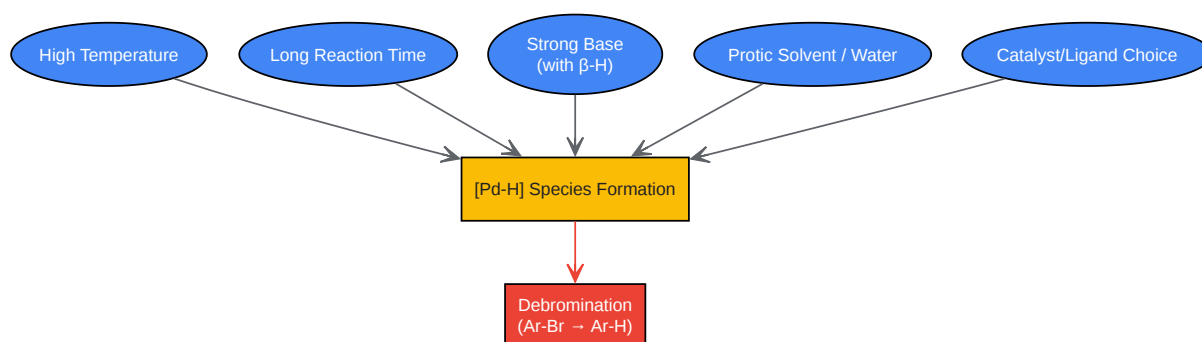 High Temperature
Long Reaction Time
Strong Base
(with β-H)
Protic Solvent / Water
Catalyst/Ligand Choice
[Pd-H] Species Formation
Debromination
(Ar-Br → Ar-H)